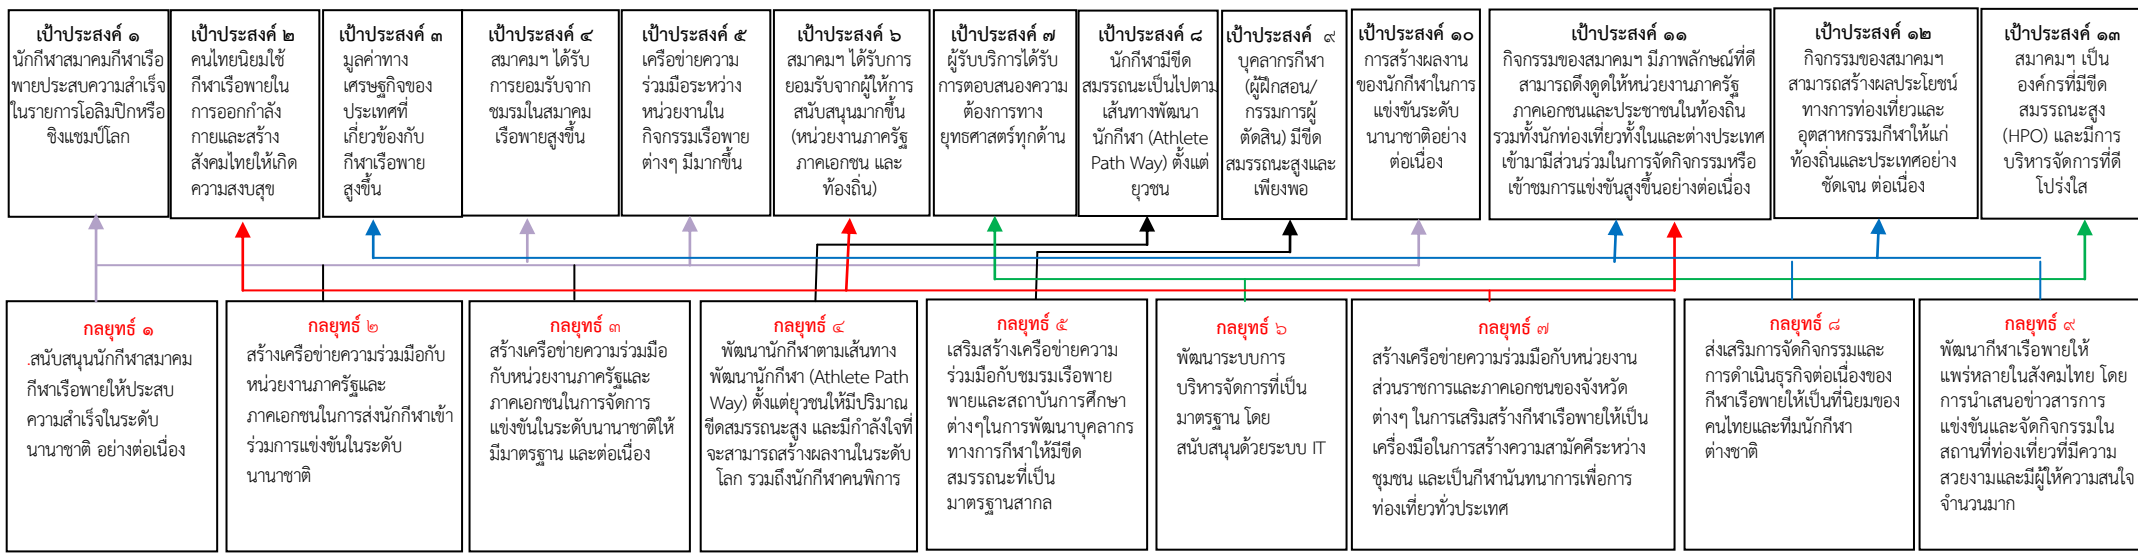 เป้าประสงค์ ๑
นักกีฬาสมาคมกีฬาเรือ
พายประสบความสำเร็จ
ในรายการโอลิมปิกหรือ
ชิงแชมป์โลก
เป้าประสงค์ ๒
คนไทยนิยมใช้
กีฬาเรือพายใน
การออกกำลัง
กายและสร้าง
สังคมไทยให้เกิด
ความสงบสุข
เป้าประสงค์ ๓
มูลค่าทาง
เศรษฐกิจของ
ประเทศที่
เกี่ยวข้องกับ
กีฬาเรือพาย
สูงขึ้น
เป้าประสงค์ ๔
สมาคมฯ ได้รับ
การยอมรับจาก
ชมรมในสมาคม
เรือพายสูงขึ้น
เป้าประสงค์ ๕
เครือข่ายความ
ร่วมมือระหว่าง
หน่วยงานใน
กิจกรรมเรือพาย
ต่างๆ มีมากขึ้น
เป้าประสงค์ ๖
สมาคมฯ ได้รับการ
ยอมรับจากผู้ให้การ
สนับสนุนมากขึ้น
(หน่วยงานภาครัฐ
ภาคเอกชน และ
ท้องถิ่น)
เป้าประสงค์ ๗
ผู้รับบริการได้รับ
การตอบสนองความ
ต้องการทาง
ยุทธศาสตร์ทุกด้าน
เป้าประสงค์ ๘
นักกีฬามีขีด
สมรรถนะเป็นไปตาม
เส้นทางพัฒนา
นักกีฬา (Athlete
Path Way) ตั้งแต่
ยุวชน
เป้าประสงค์ ๙
บุคลากรกีฬา
(ผู้ฝึกสอน/
กรรมการผู้
ตัดสิน) มีขีด
สมรรถนะสูงและ
เพียงพอ
เป้าประสงค์ ๑๐
การสร้างผลงาน
ของนักกีฬาในการ
แข่งขันระดับ
นานาชาติอย่าง
ต่อเนื่อง
เป้าประสงค์ ๑๑
กิจกรรมของสมาคมฯ มีภาพลักษณ์ที่ดี
สามารถดึงดูดให้หน่วยงานภาครัฐ
ภาคเอกชนและประชาชนในท้องถิ่น
รวมทั้งนักท่องเที่ยวทั้งในและต่างประเทศ
เข้ามามีส่วนร่วมในการจัดกิจกรรมหรือ
เข้าชมการแข่งขันสูงขึ้นอย่างต่อเนื่อง
เป้าประสงค์ ๑๒
กิจกรรมของสมาคมฯ
สามารถสร้างผลประโยชน์
ทางการท่องเที่ยวและ
อุตสาหกรรมกีฬาให้แก่
ท้องถิ่นและประเทศอย่าง
ชัดเจน ต่อเนื่อง
เป้าประสงค์ ๑๓
สมาคมฯ เป็น
องค์กรที่มีขีด
สมรรถนะสูง
(HPO) และมีการ
บริหารจัดการที่ดี
โปร่งใส
กลยุทธ์ ๑
.สนับสนุนนักกีฬาสมาคม
กีฬาเรือพายให้ประสบ
ความสำเร็จในระดับ
นานาชาติ อย่างต่อเนื่อง
กลยุทธ์ ๒
สร้างเครือข่ายความร่วมมือกับ
หน่วยงานภาครัฐและ
ภาคเอกชนในการส่งนักกีฬาเข้า
ร่วมการแข่งขันในระดับ
นานาชาติ
กลยุทธ์ ๓
สร้างเครือข่ายความร่วมมือ
กับหน่วยงานภาครัฐและ
ภาคเอกชนในการจัดการ
แข่งขันในระดับนานาชาติให้
มีมาตรฐาน และต่อเนื่อง
กลยุทธ์ ๔
พัฒนานักกีฬาตามเส้นทาง
พัฒนานักกีฬา (Athlete Path
Way) ตั้งแต่ยุวชนให้มีปริมาณ
ขีดสมรรถนะสูง และมีกำลังใจที่
จะสามารถสร้างผลงานในระดับ
โลก รวมถึงนักกีฬาคนพิการ
กลยุทธ์ ๕
เสริมสร้างเครือข่ายความ
ร่วมมือกับชมรมเรือพาย
พายและสถาบันการศึกษา
ต่างๆในการพัฒนาบุคลากร
ทางการกีฬาให้มีขีด
สมรรถนะที่เป็น
มาตรฐานสากล
กลยุทธ์ ๖
พัฒนาระบบการ
บริหารจัดการที่เป็น
มาตรฐาน โดย
สนับสนุนด้วยระบบ IT
กลยุทธ์ ๗
สร้างเครือข่ายความร่วมมือกับหน่วยงาน
ส่วนราชการและภาคเอกชนของจังหวัด
ต่างๆ ในการเสริมสร้างกีฬาเรือพายให้เป็น
เครื่องมือในการสร้างความสามัคคีระหว่าง
ชุมชน และเป็นกีฬานันทนาการเพื่อการ
ท่องเที่ยวทั่วประเทศ
กลยุทธ์ ๘
ส่งเสริมการจัดกิจกรรมและ
การดำเนินธุรกิจต่อเนื่องของ
กีฬาเรือพายให้เป็นที่นิยมของ
คนไทยและทีมนักกีฬา
ต่างชาติ
กลยุทธ์ ๙
พัฒนากีฬาเรือพายให้
แพร่หลายในสังคมไทย โดย
การนำเสนอข่าวสารการ
แข่งขันและจัดกิจกรรมใน
สถานที่ท่องเที่ยวที่มีความ
สวยงามและมีผู้ให้ความสนใจ
จำนวนมาก